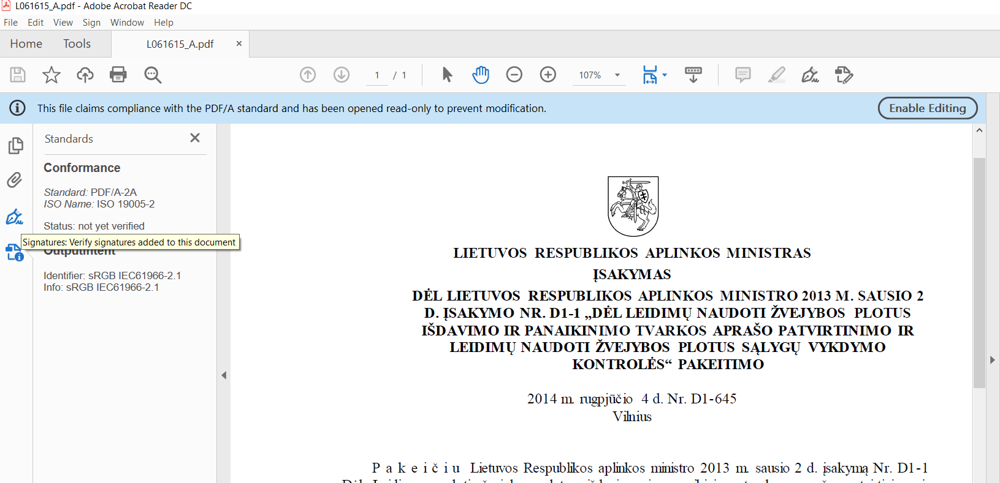 L061615_A.pdf - Adobe Acrobat Reader DC
File Edit View Sign Window Help
Home Tools L061615_A.pdf ×
1 / 1 107%
This file claims compliance with the PDF/A standard and has been opened read-only to prevent modification. Enable Editing
Standards
Conformance
Standard: PDF/A-2A
ISO Name: ISO 19005-2
Status: not yet verified
Signatures: Verify signatures added to this document
OutputIntent
Identifier: sRGB IEC61966-2.1
Info: sRGB IEC61966-2.1
LIETUVOS RESPUBLIKOS APLINKOS MINISTRAS
ĮSAKYMAS
DĖL LIETUVOS RESPUBLIKOS APLINKOS MINISTRO 2013 M. SAUSIO 2
D. ĮSAKYMO NR. D1-1 „DĖL LEIDIMŲ NAUDOTI ŽVEJYBOS PLOTUS
IŠDAVIMO IR PANAIKINIMO TVARKOS APRAŠO PATVIRTINIMO IR
LEIDIMŲ NAUDOTI ŽVEJYBOS PLOTUS SĄLYGŲ VYKDYMO
KONTROLĖS“ PAKEITIMO
2014 m. rugpjūčio 4 d. Nr. D1-645
Vilnius
P a k e i č i u Lietuvos Respublikos aplinkos ministro 2013 m. sausio 2 d. įsakymą Nr. D1-1